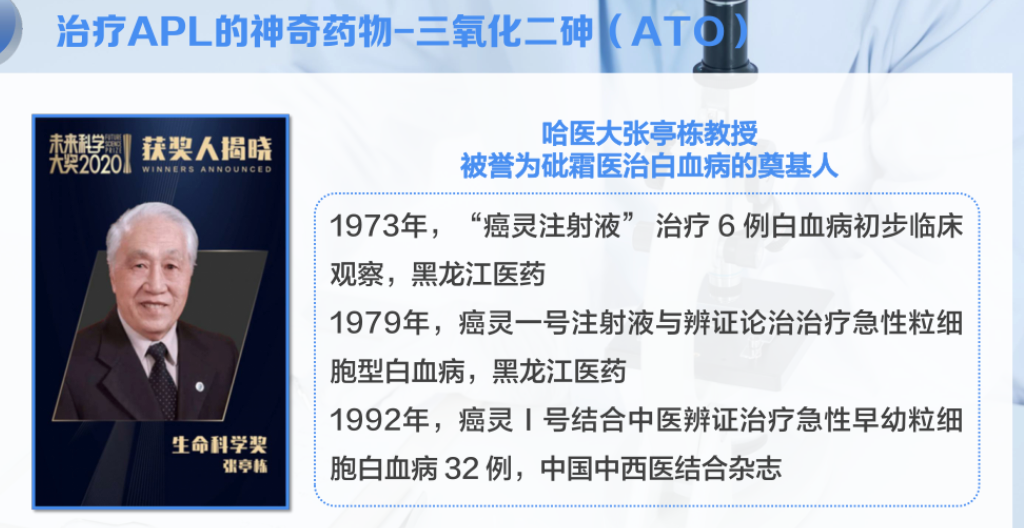 治疗APL的神奇药物-三氧化二砷（ATO）
未来科学
大奖2020
FUTURE
SCIENCE
PRIZE
获奖人揭晓
WINNERS ANNOUNCED
生命科学奖
张亭栋
哈医大张亭栋教授
被誉为砒霜医治白血病的奠基人
1973年，“癌灵注射液” 治疗 6 例白血病初步临床
观察，黑龙江医药
1979年，癌灵一号注射液与辨证论治治疗急性粒细
胞型白血病，黑龙江医药
1992年，癌灵Ⅰ号结合中医辨证治疗急性早幼粒细
胞白血病 32 例，中国中西医结合杂志